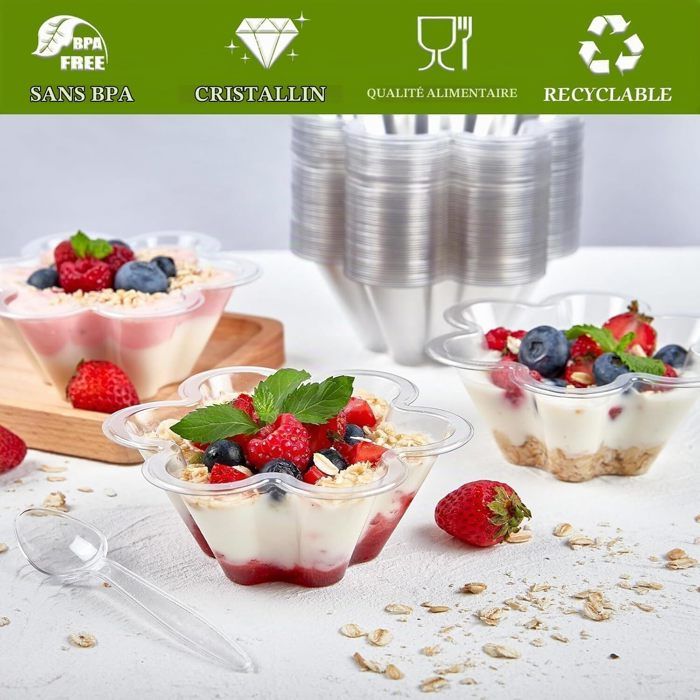 BPA
FREE
SANS BPA
CRISTALLIN
QUALITÉ ALIMENTAIRE
RECYCLABLE